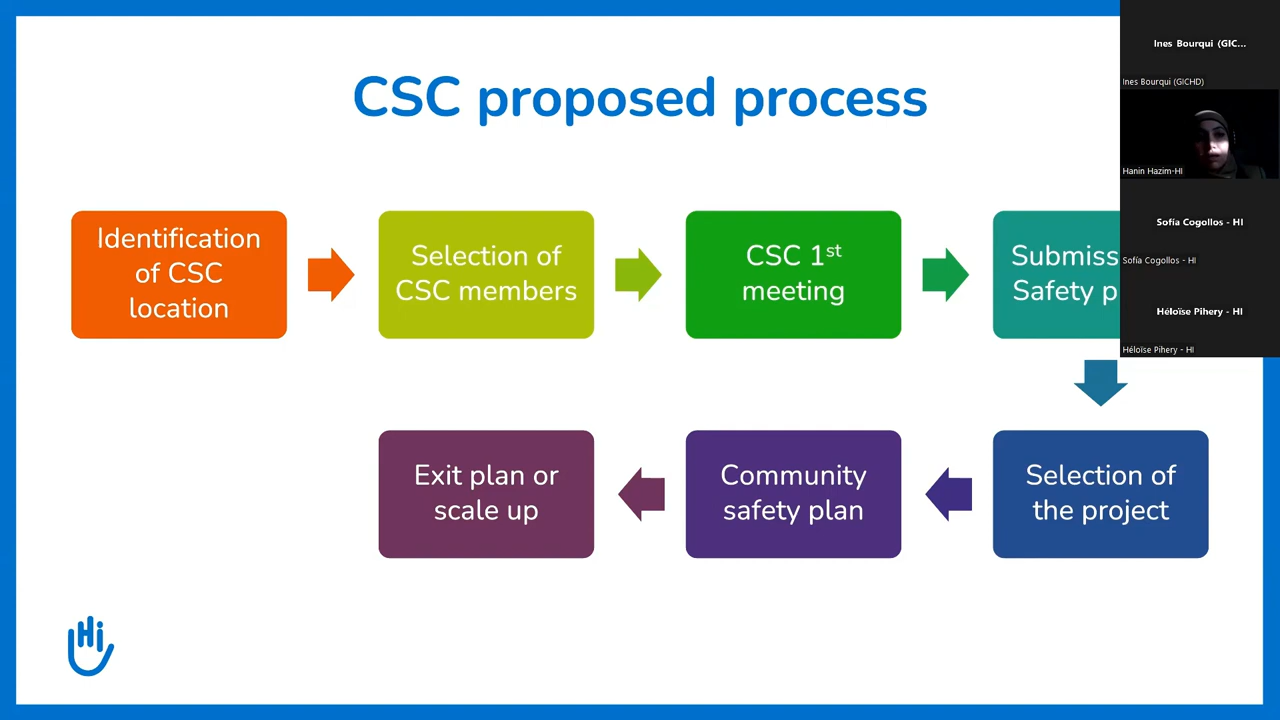 CSC proposed process
Identification
of CSC
location
Selection of
CSC members
CSC 1st
meeting
Safety
Selection of
the project
Community
safety plan
Exit plan or
scale up
Hi
Ines Bourqui (GIC...
Ines Bourqui (GICHD)
Hanin Hazim-HI
Sofía Cogollos - HI
Sofía Cogollos - HI
Héloïse Pihery - HI
Héloïse Pihery - HI